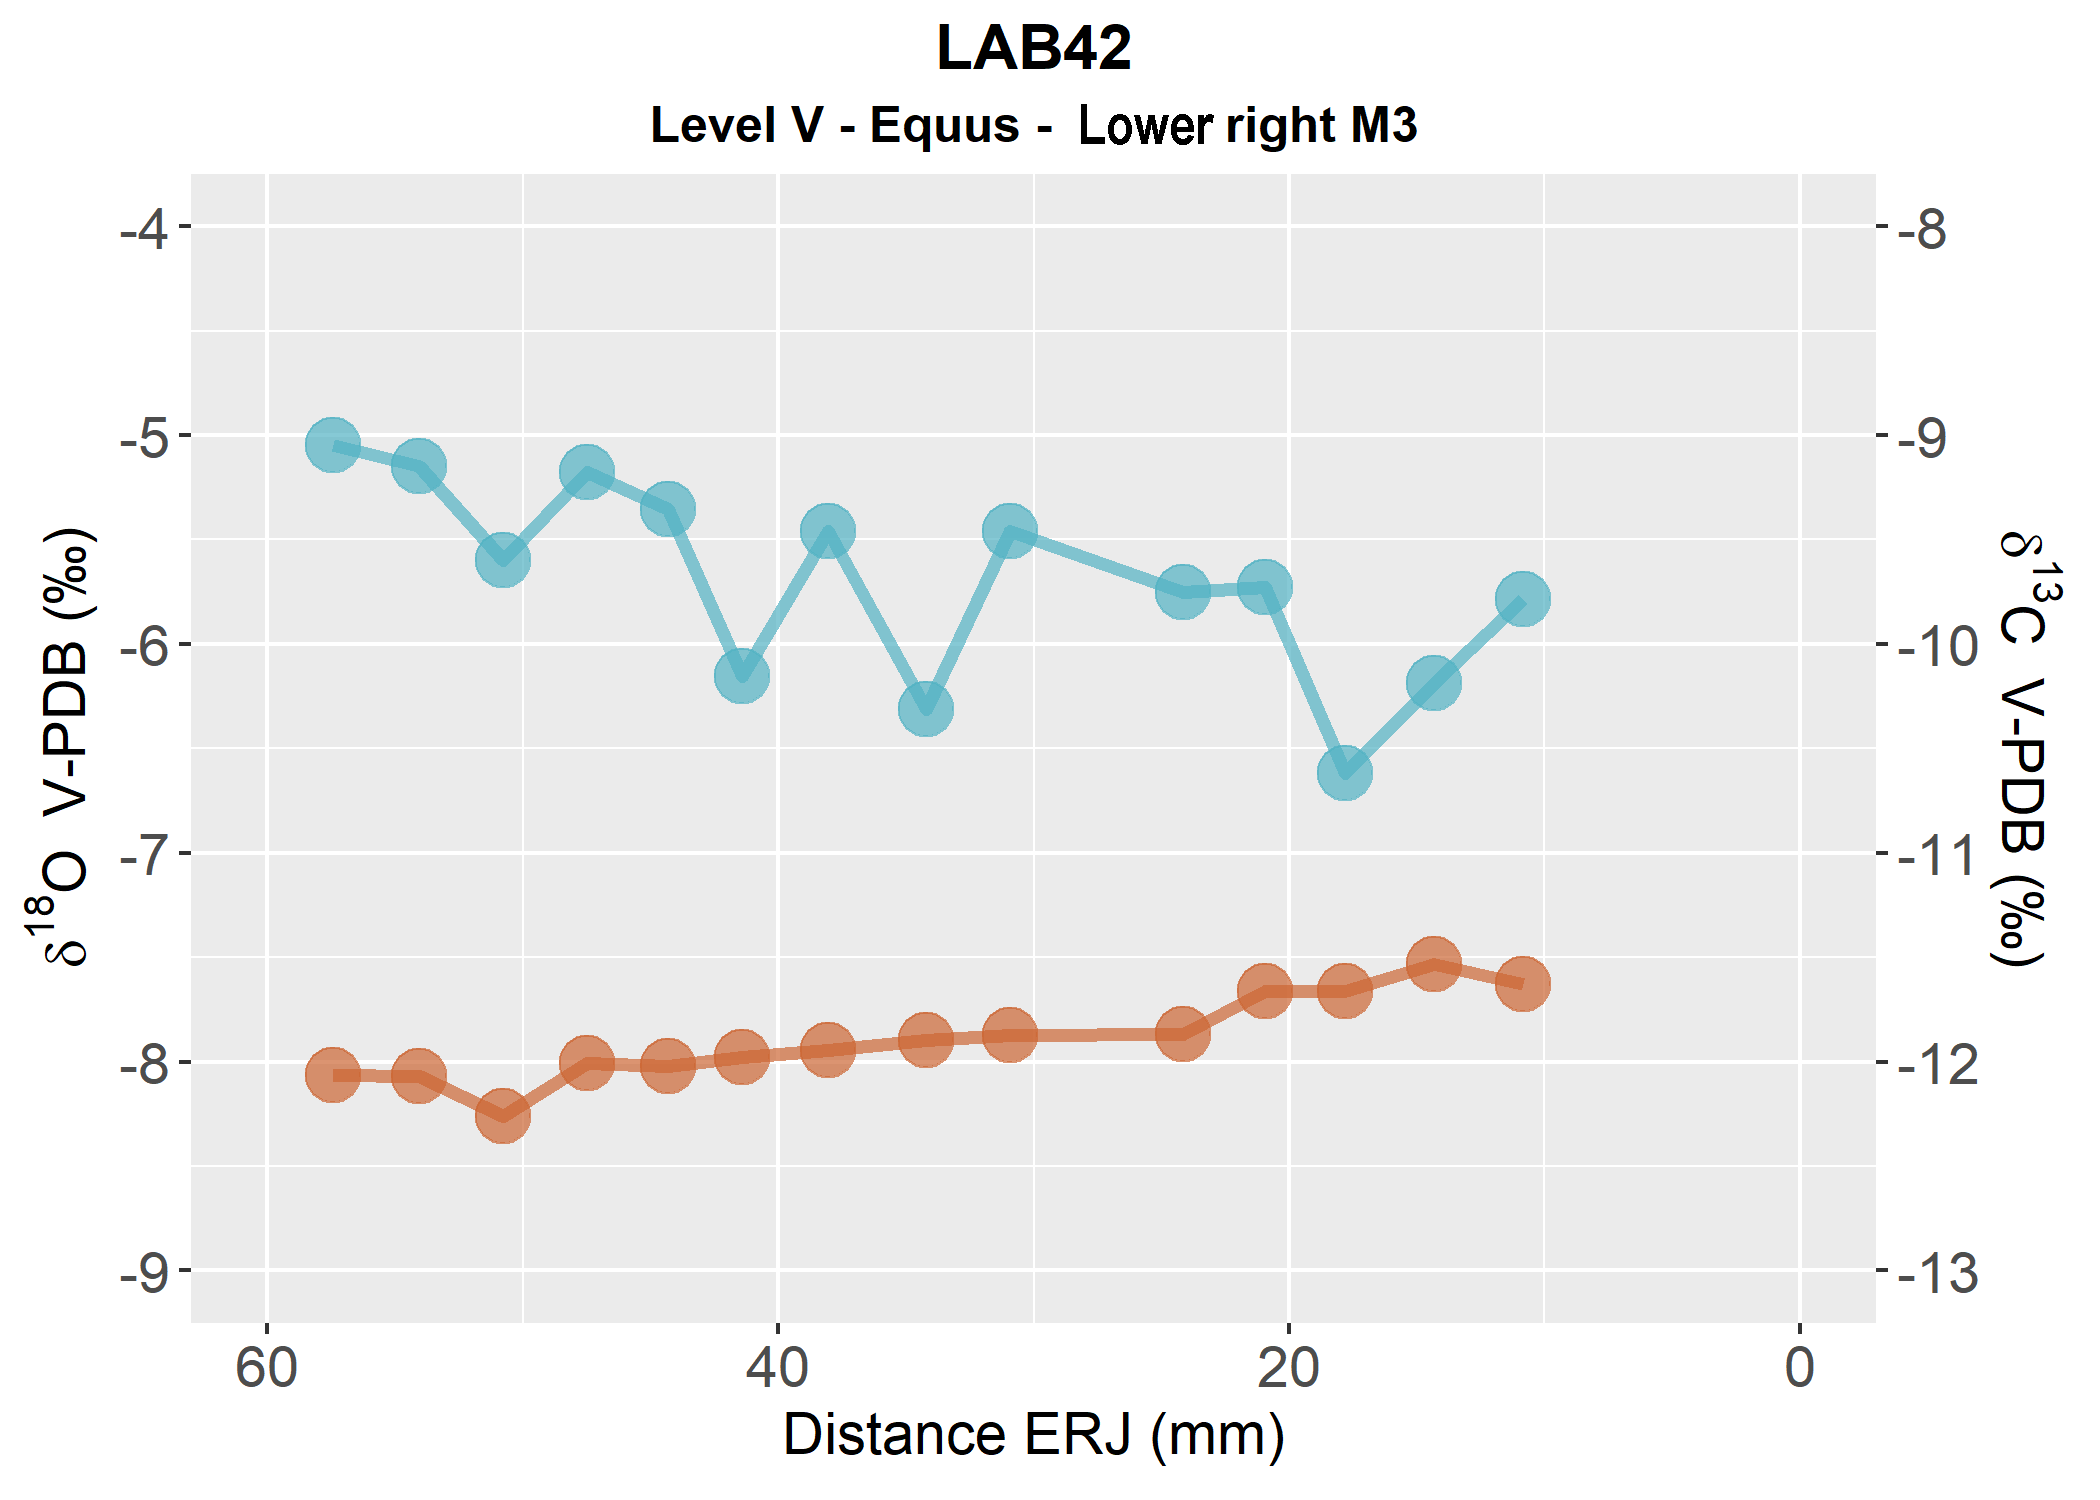 LAB42
Level V - Equus - Lower right M3
δ¹⁸O V-PDB (‰)
-4
-5
-6
-7
-8
-9
-8
-9
-10
-11
-12
-13
δ¹³C V-PDB (‰)
60 40 20 0
Distance ERJ (mm)